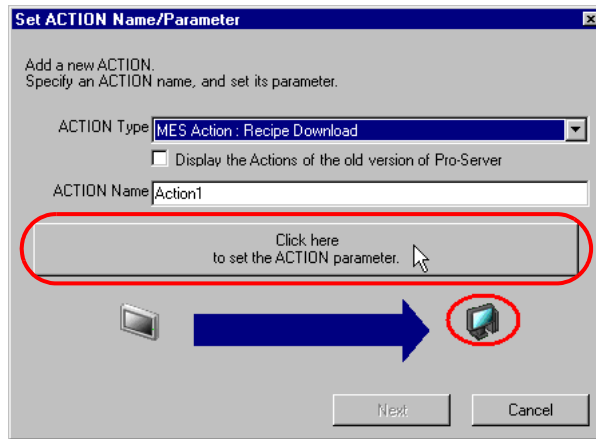 Set ACTION Name/Parameter
Add a new ACTION.
Specify an ACTION name, and set its parameter.
ACTION Type MES Action : Recipe Download
Display the Actions of the old version of Pro-Server
ACTION Name Action1
Click here
to set the ACTION parameter.
Next Cancel